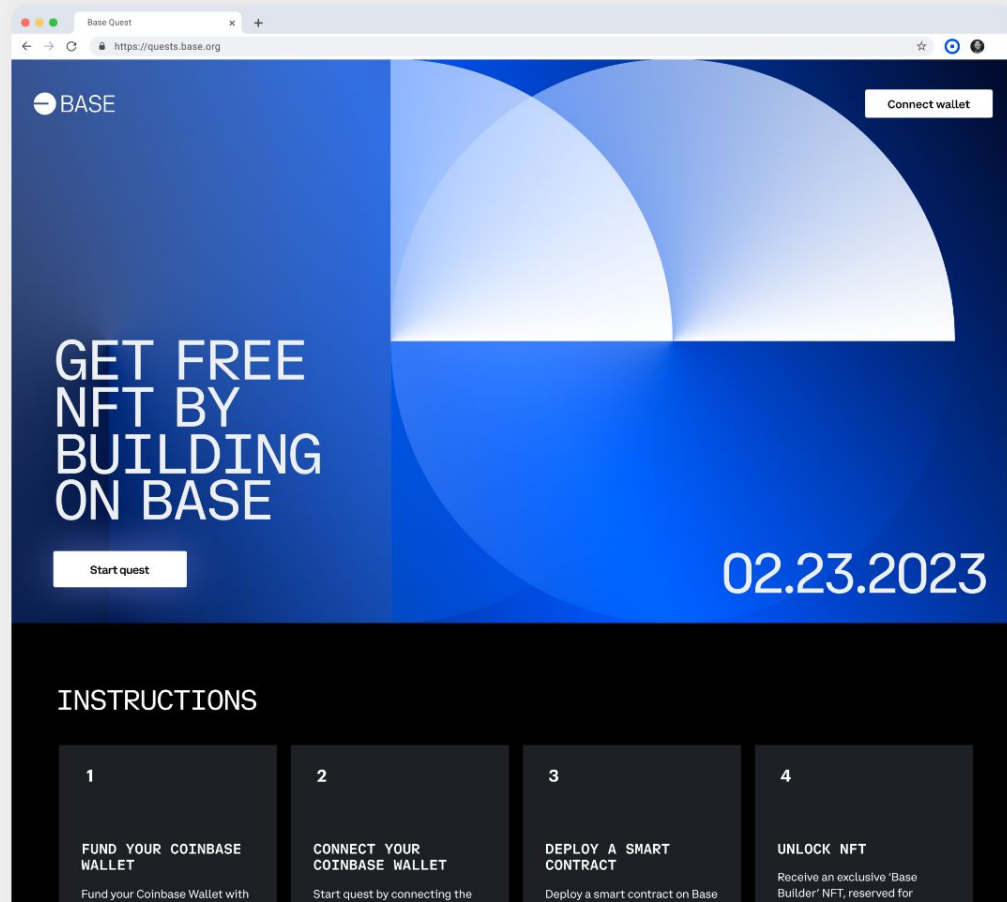 Base Quest
https://quests.base.org
BASE
Connect wallet
GET FREE
NFT BY
BUILDING
ON BASE
Start quest
02.23.2023
INSTRUCTIONS
1
FUND YOUR COINBASE
WALLET
Fund your Coinbase Wallet with
2
CONNECT YOUR
COINBASE WALLET
Start quest by connecting the
3
DEPLOY A SMART
CONTRACT
Deploy a smart contract on Base
4
UNLOCK NFT
Receive an exclusive ‘Base
Builder’ NFT, reserved for